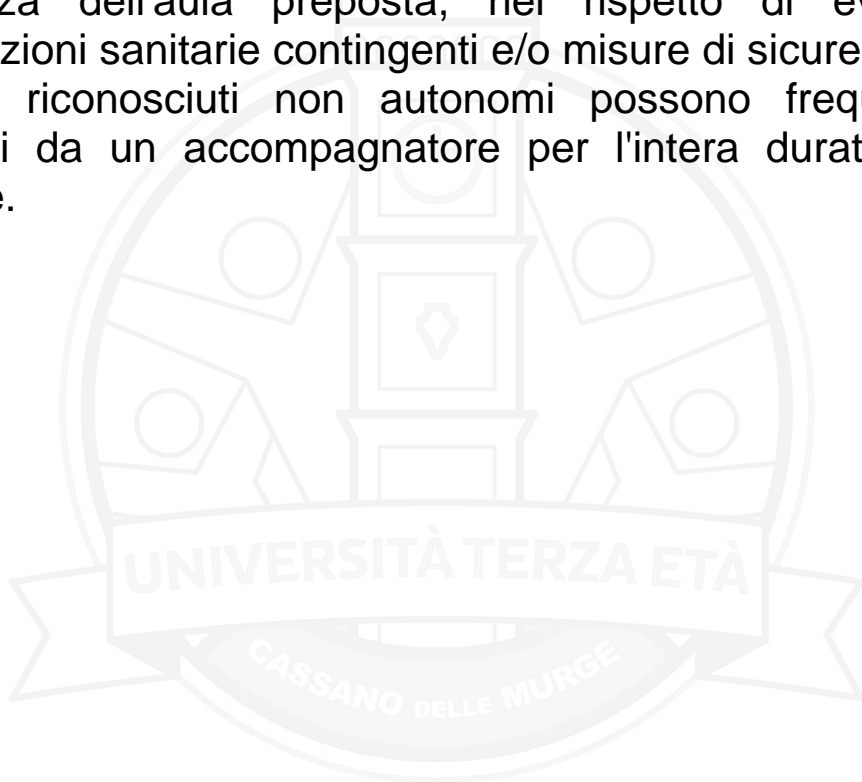 za dell'aula preposta, nel rispetto di ev
zioni sanitarie contingenti e/o misure di sicure
riconosciuti non autonomi possono frequ
i da un accompagnatore per l'intera durat
e.
UNIVERSITÀ TERZA ETÀ
CASSANO DELLE MURGE